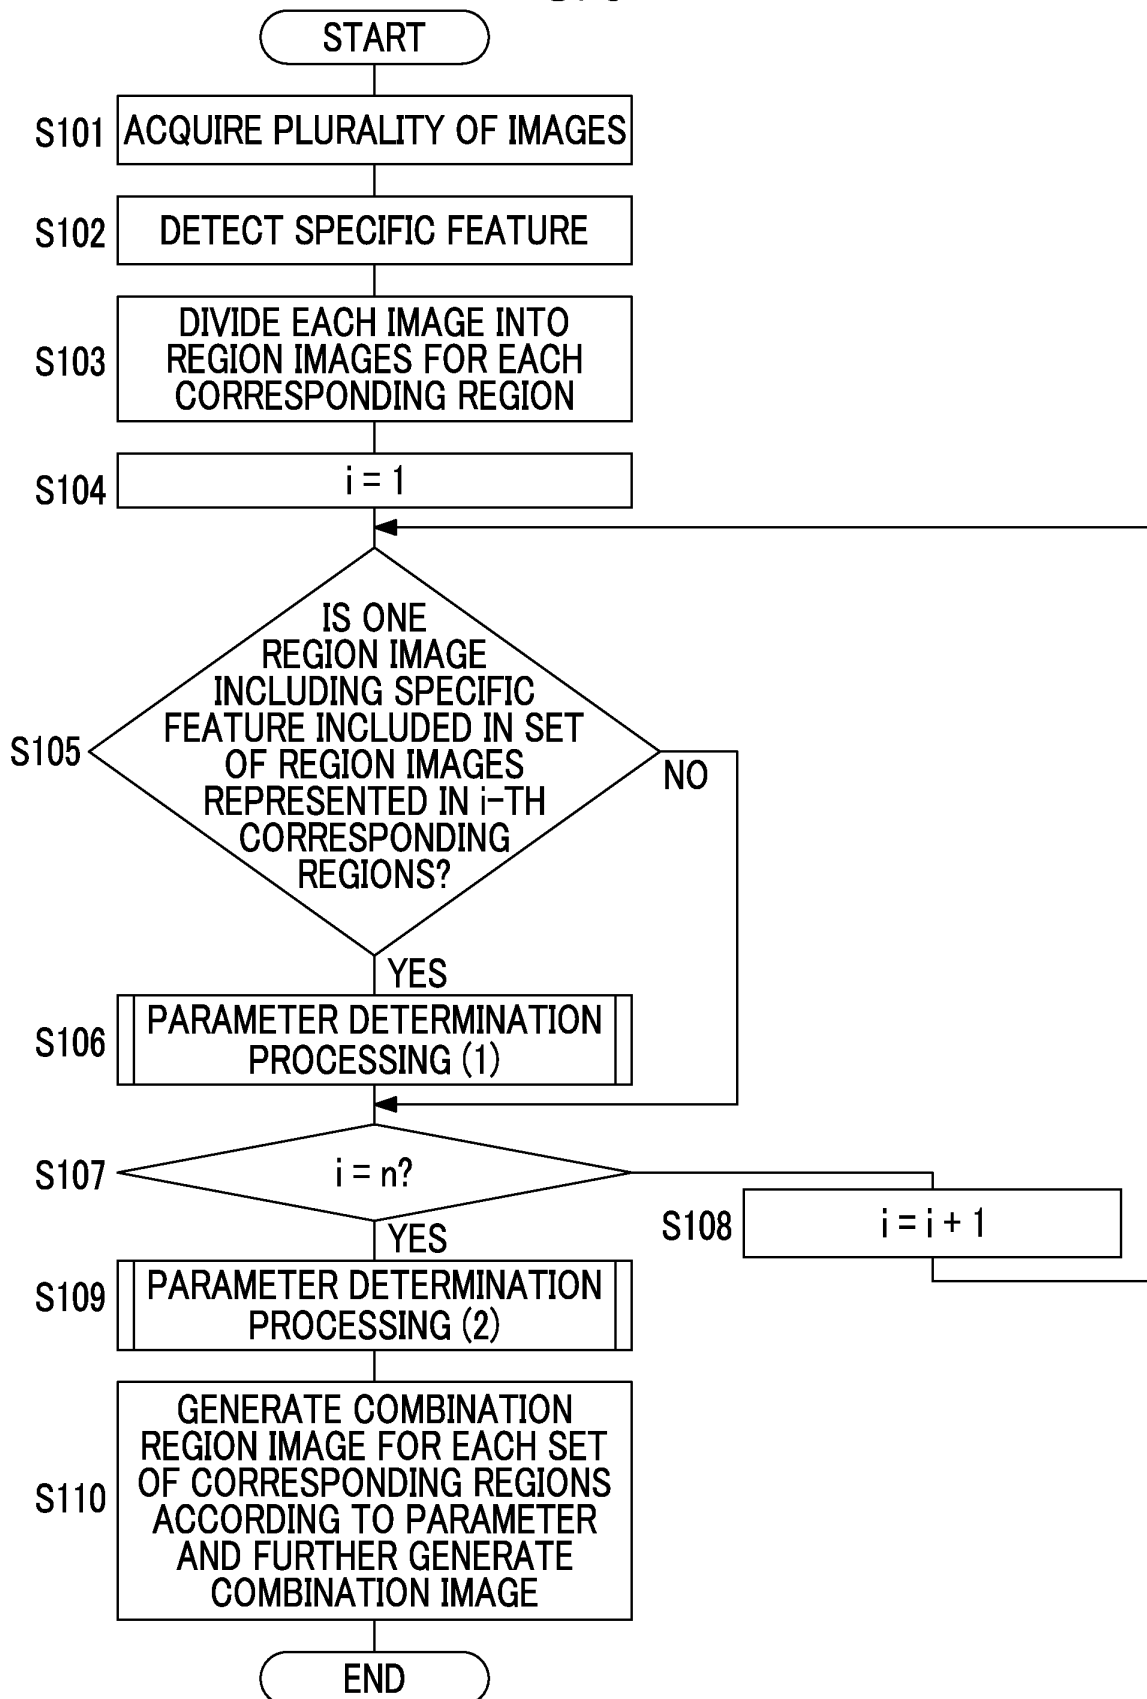 START
S101
ACQUIRE PLURALITY OF IMAGES
S102
DETECT SPECIFIC FEATURE
S103
DIVIDE EACH IMAGE INTO
REGION IMAGES FOR EACH
CORRESPONDING REGION
S104
i = 1
S105
IS ONE
REGION IMAGE
INCLUDING SPECIFIC
FEATURE INCLUDED IN SET
OF REGION IMAGES
REPRESENTED IN i-TH
CORRESPONDING
REGIONS?
NO
YES
S106
PARAMETER DETERMINATION
PROCESSING (1)
S107
i = n?
S108
i = i + 1
YES
S109
PARAMETER DETERMINATION
PROCESSING (2)
S110
GENERATE COMBINATION
REGION IMAGE FOR EACH SET
OF CORRESPONDING REGIONS
ACCORDING TO PARAMETER
AND FURTHER GENERATE
COMBINATION IMAGE
END